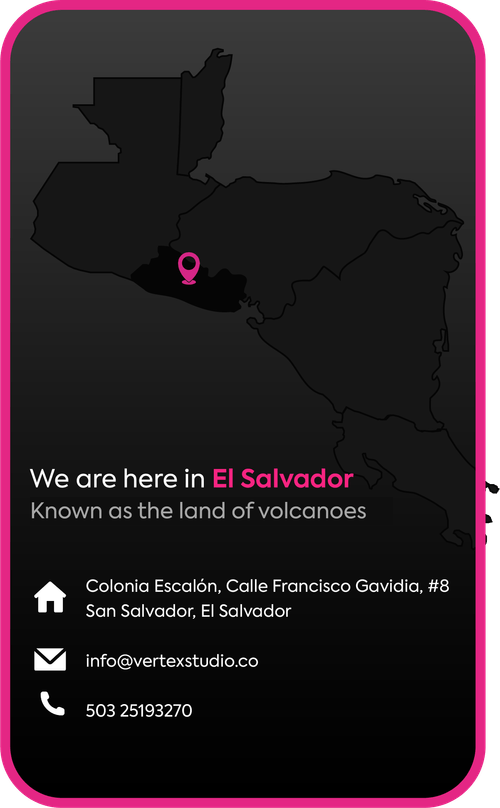 We are here in El Salvador
Known as the land of volcanoes
Colonia Escalón, Calle Francisco Gavidia, #8
San Salvador, El Salvador
info@vertexstudio.co
503 25193270